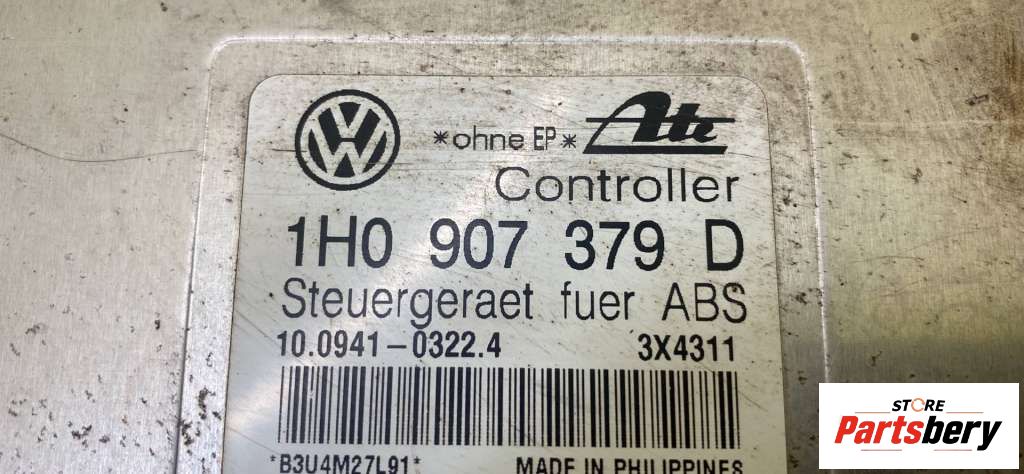 VW *ohne EP* Ate
Controller
1H0 907 379 D
Steuergeraet fuer ABS
10.0941-0322.4 3X4311
*B3U4M27L91* MADE IN PHILIPPINES
STORE
Partsbery